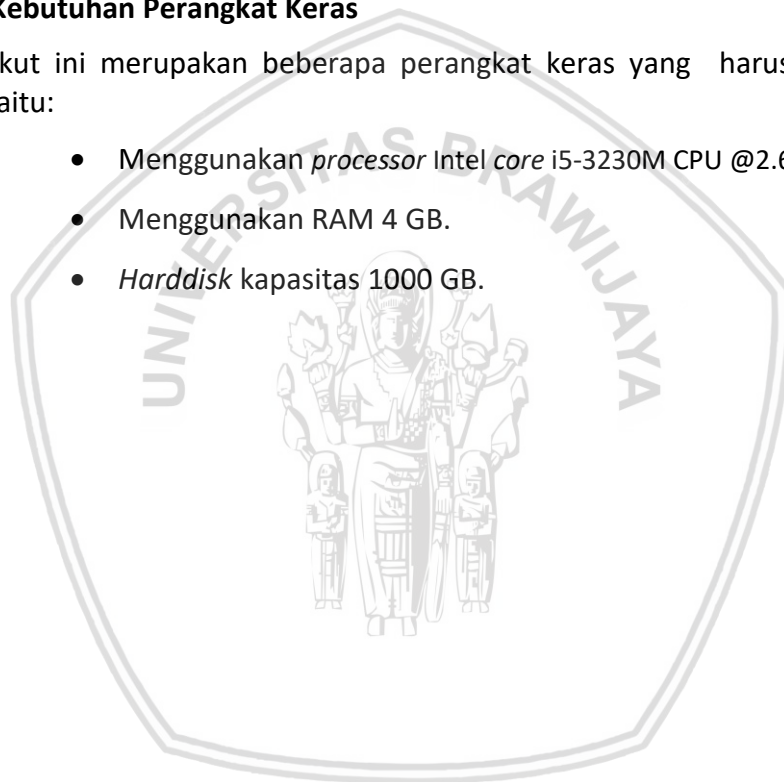 Kebutuhan Perangkat Keras
kut ini merupakan beberapa perangkat keras yang harus
aitu:
• Menggunakan processor Intel core i5-3230M CPU @2.6
• Menggunakan RAM 4 GB.
• Harddisk kapasitas 1000 GB.
UNIVERSITAS BRAWIJAYA